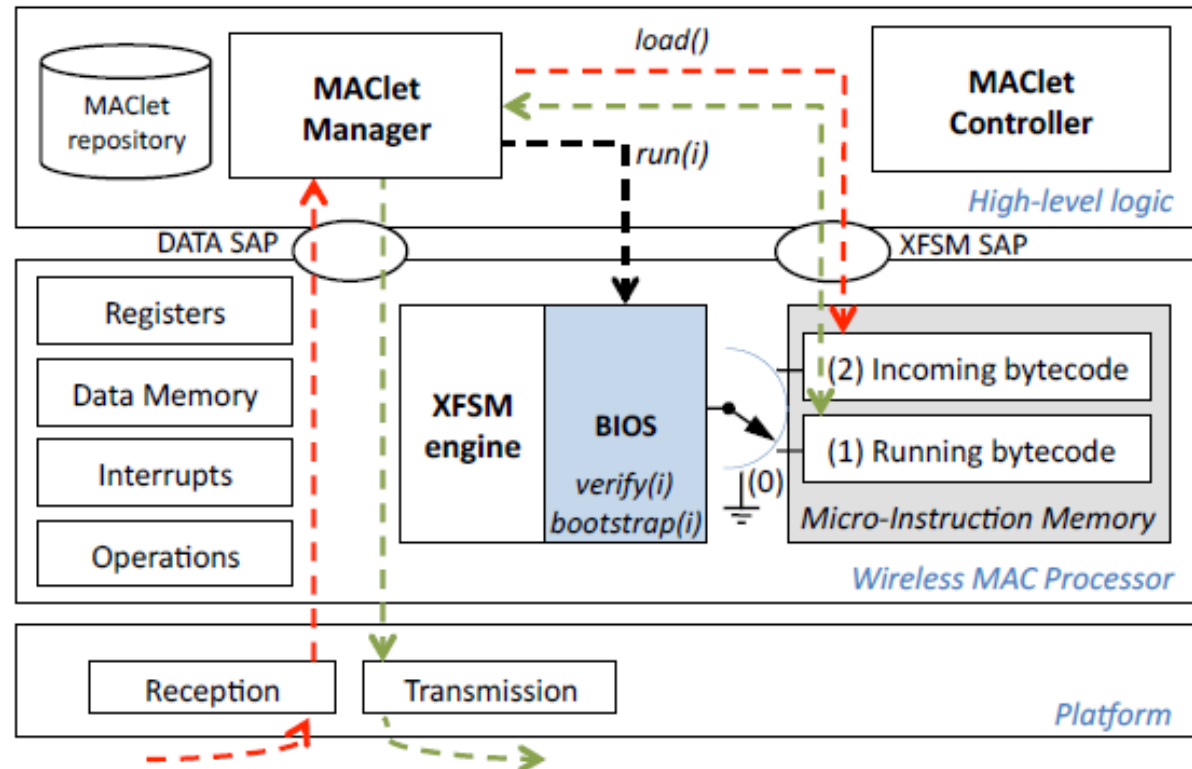 load()
MAClet
repository
MAClet
Manager
MAClet
Controller
run(i)
High-level logic
DATA SAP
XFSM SAP
Registers
Data Memory
Interrupts
Operations
XFSM
engine
BIOS
verify(i)
bootstrap(i)
(2) Incoming bytecode
(1) Running bytecode
(0)
Micro-Instruction Memory
Wireless MAC Processor
Reception
Transmission
Platform